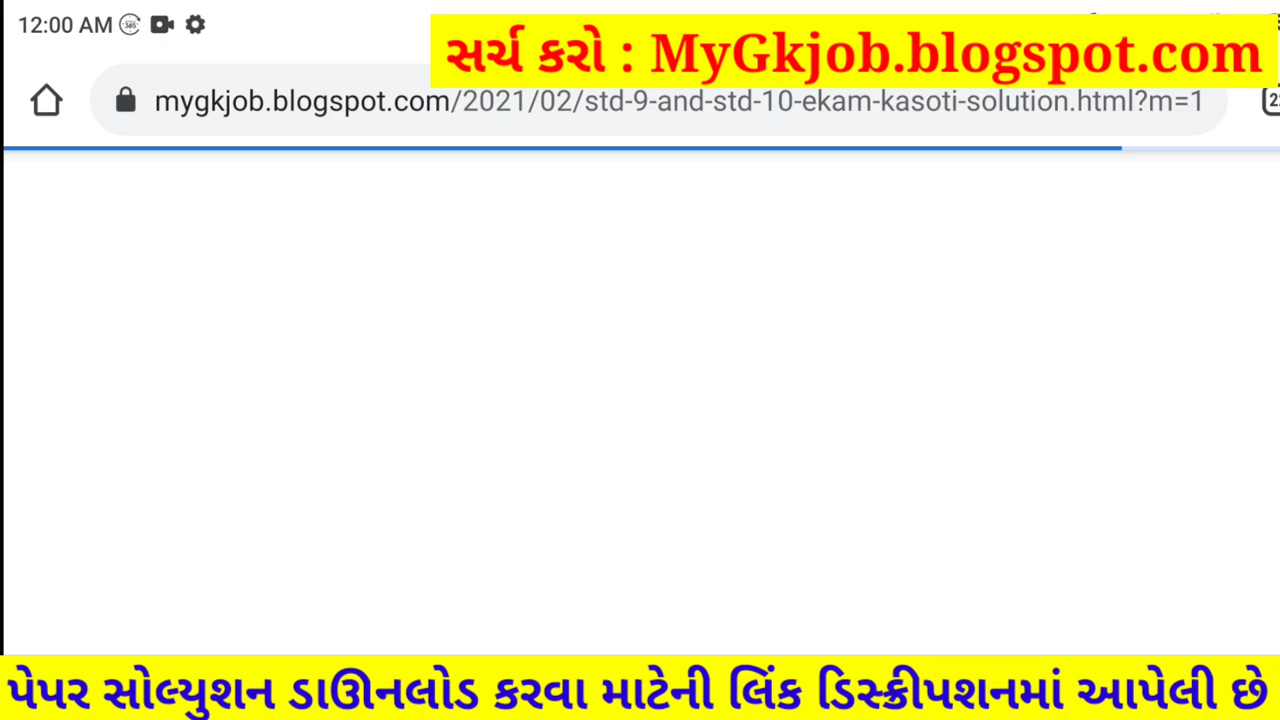 12:00 AM
સર્ચ કરો : MyGkjob.blogspot.com
mygkjob.blogspot.com/2021/02/std-9-and-std-10-ekam-kasoti-solution.html?m=1
પેપર સોલ્યુશન ડાઊનલોડ કરવા માટેની લિંક ડિસ્ક્રીપશનમાં આપેલી છે